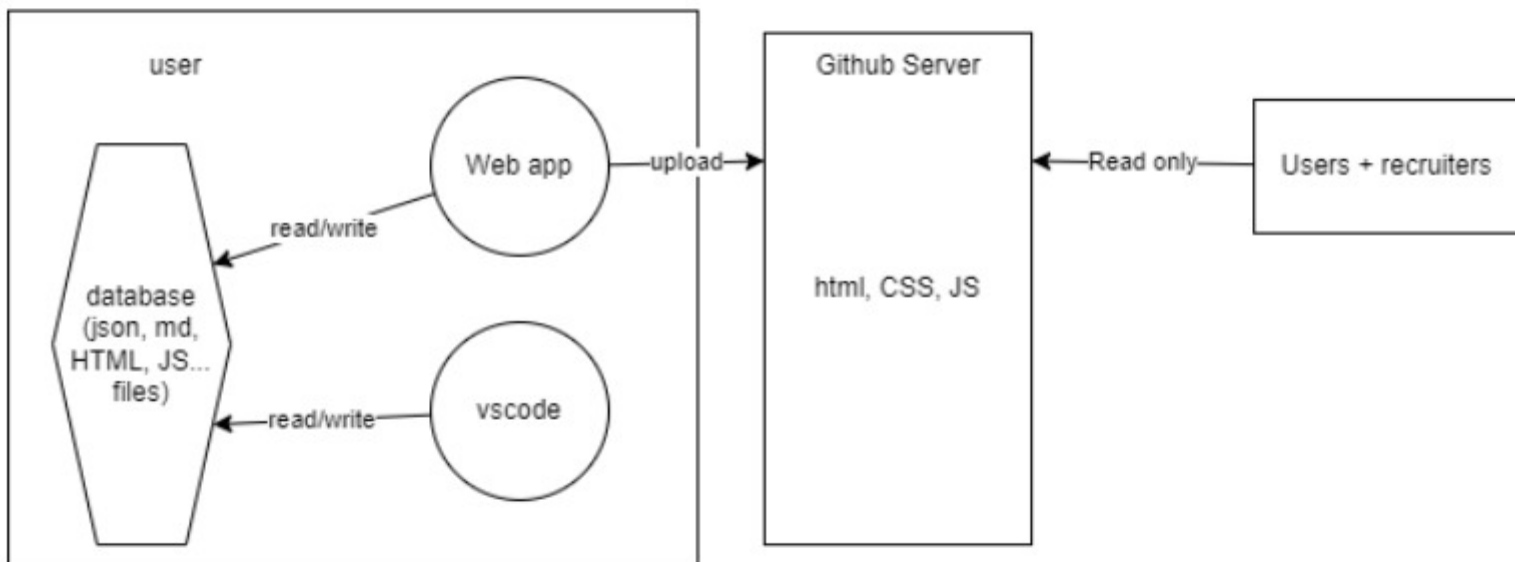 user
Web app
upload
read/write
database
(json, md,
HTML, JS...
files)
read/write
vscode
Github Server
html, CSS, JS
Read only
Users + recruiters